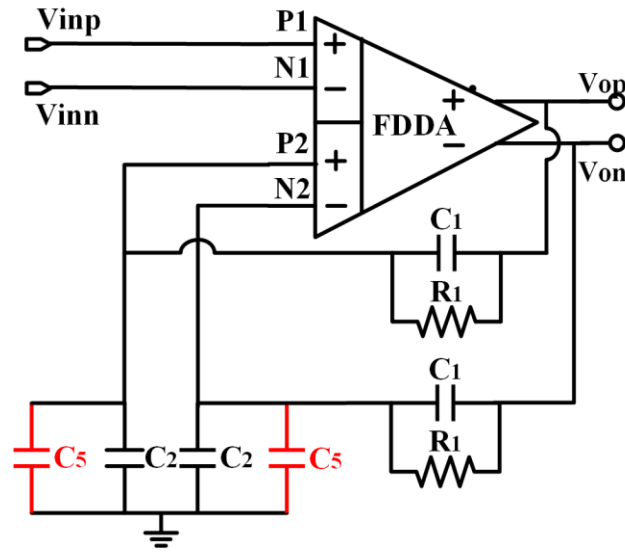 Vinp
P1
+
N1
−
Vinn
P2
+
N2
−
FDDA
+
−
Vop
Von
C1
R1
C1
R1
C5
C2
C2
C5